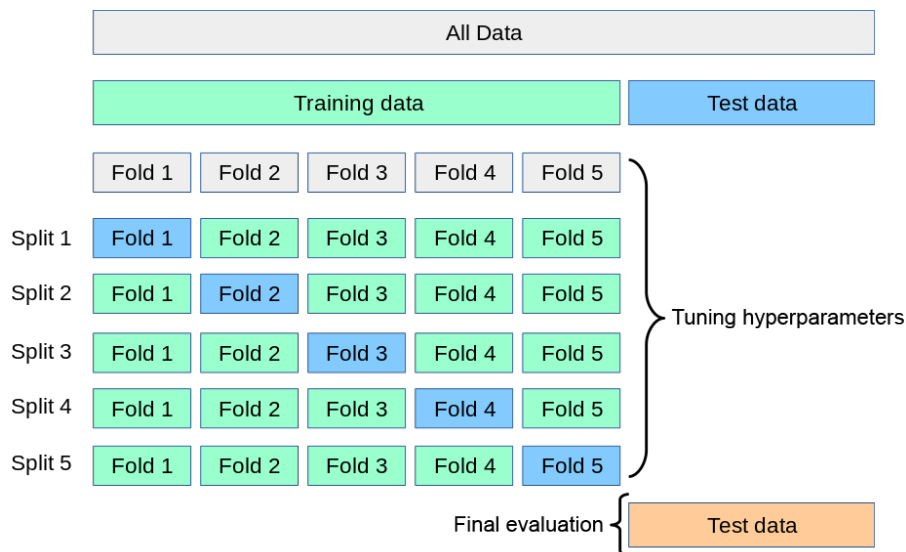 All Data
Training data Test data
Fold 1 Fold 2 Fold 3 Fold 4 Fold 5
Split 1 Fold 1 Fold 2 Fold 3 Fold 4 Fold 5
Split 2 Fold 1 Fold 2 Fold 3 Fold 4 Fold 5
Tuning hyperparameters
Split 3 Fold 1 Fold 2 Fold 3 Fold 4 Fold 5
Split 4 Fold 1 Fold 2 Fold 3 Fold 4 Fold 5
Split 5 Fold 1 Fold 2 Fold 3 Fold 4 Fold 5
Final evaluation Test data